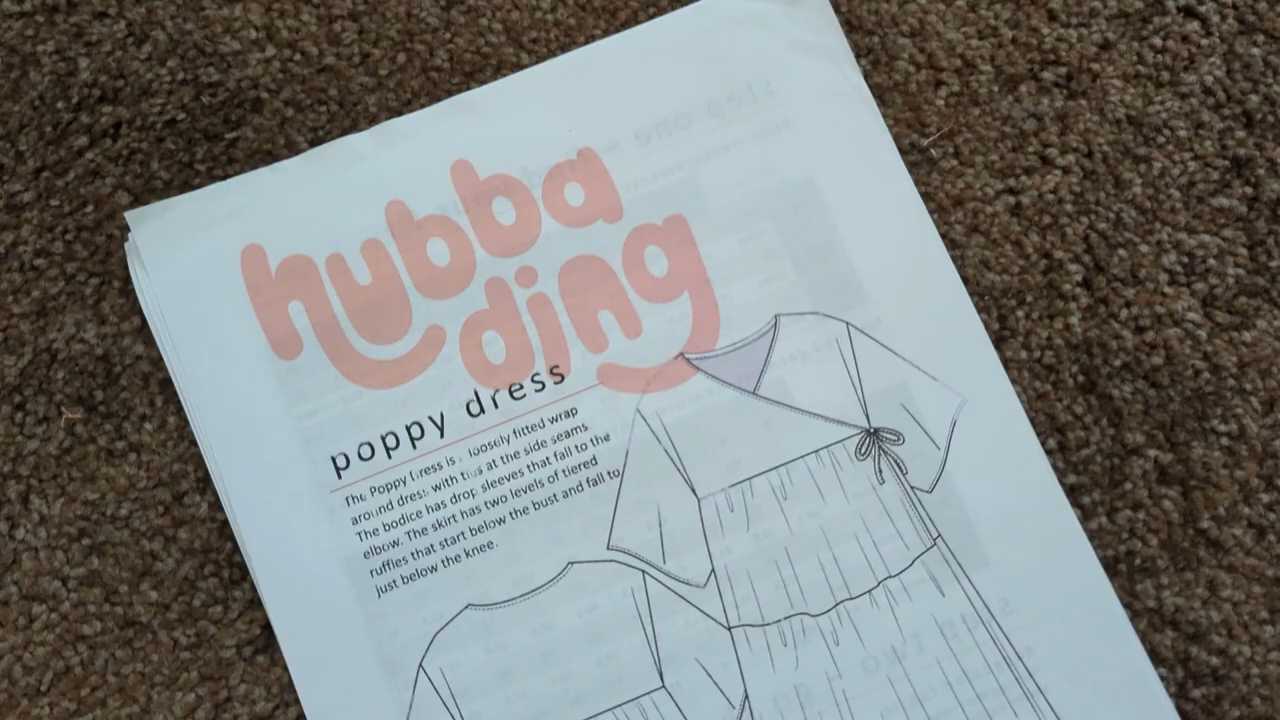 hubba
ding
poppy dress
The Poppy Dress is loosely fitted wrap
around dress with ties at the side seams
The bodice has drop sleeves that fall to the
elbow. The skirt has two levels of tiered
ruffles that start below the bust and fall to
just below the knee.
step one